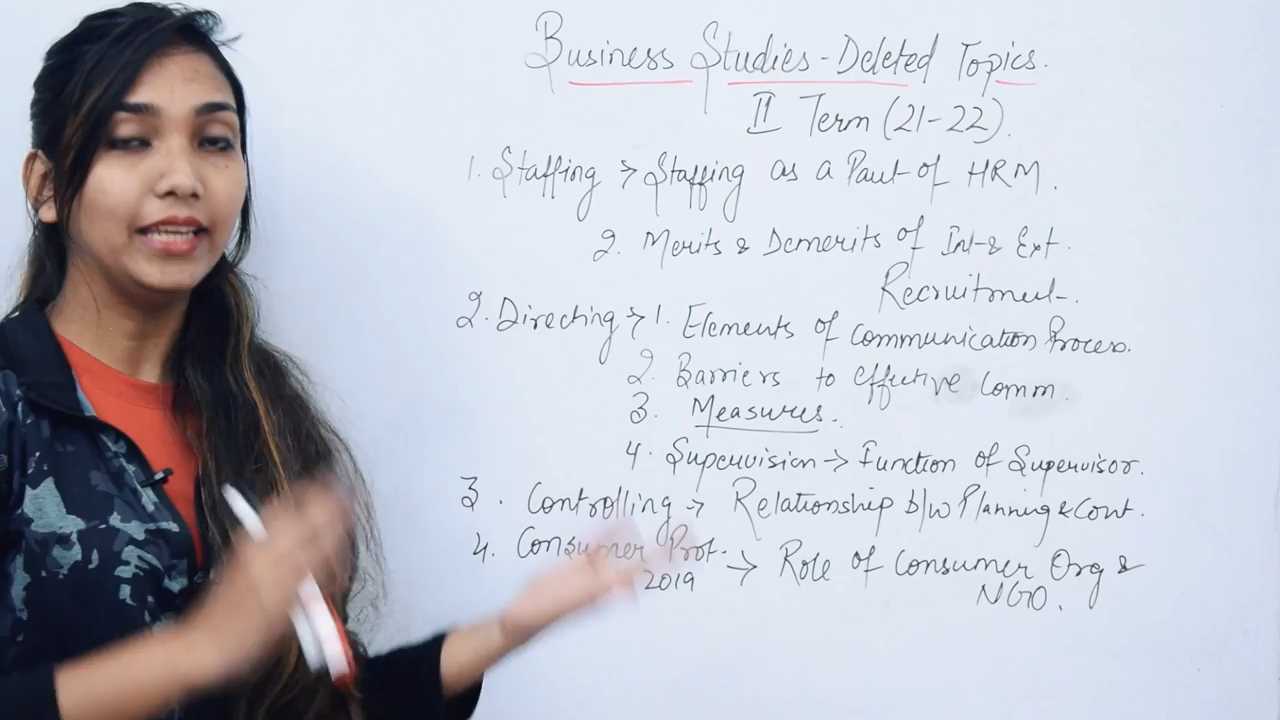 Business Studies - Deleted Topics.
II Term (21-22).
1. Staffing → Staffing as a Part of HRM.
2. Merits & Demerits of Int & Ext.
Recruitment.
2. Directing → 1. Elements of communication Process.
2. Barriers to effective Comm.
3. Measures.
4. Supervision → Function of Supervisor.
3. Controlling → Relationship b/w Planning & Cont.
4. Consumer Prot. → Role of Consumer Org &
2019 NGO.